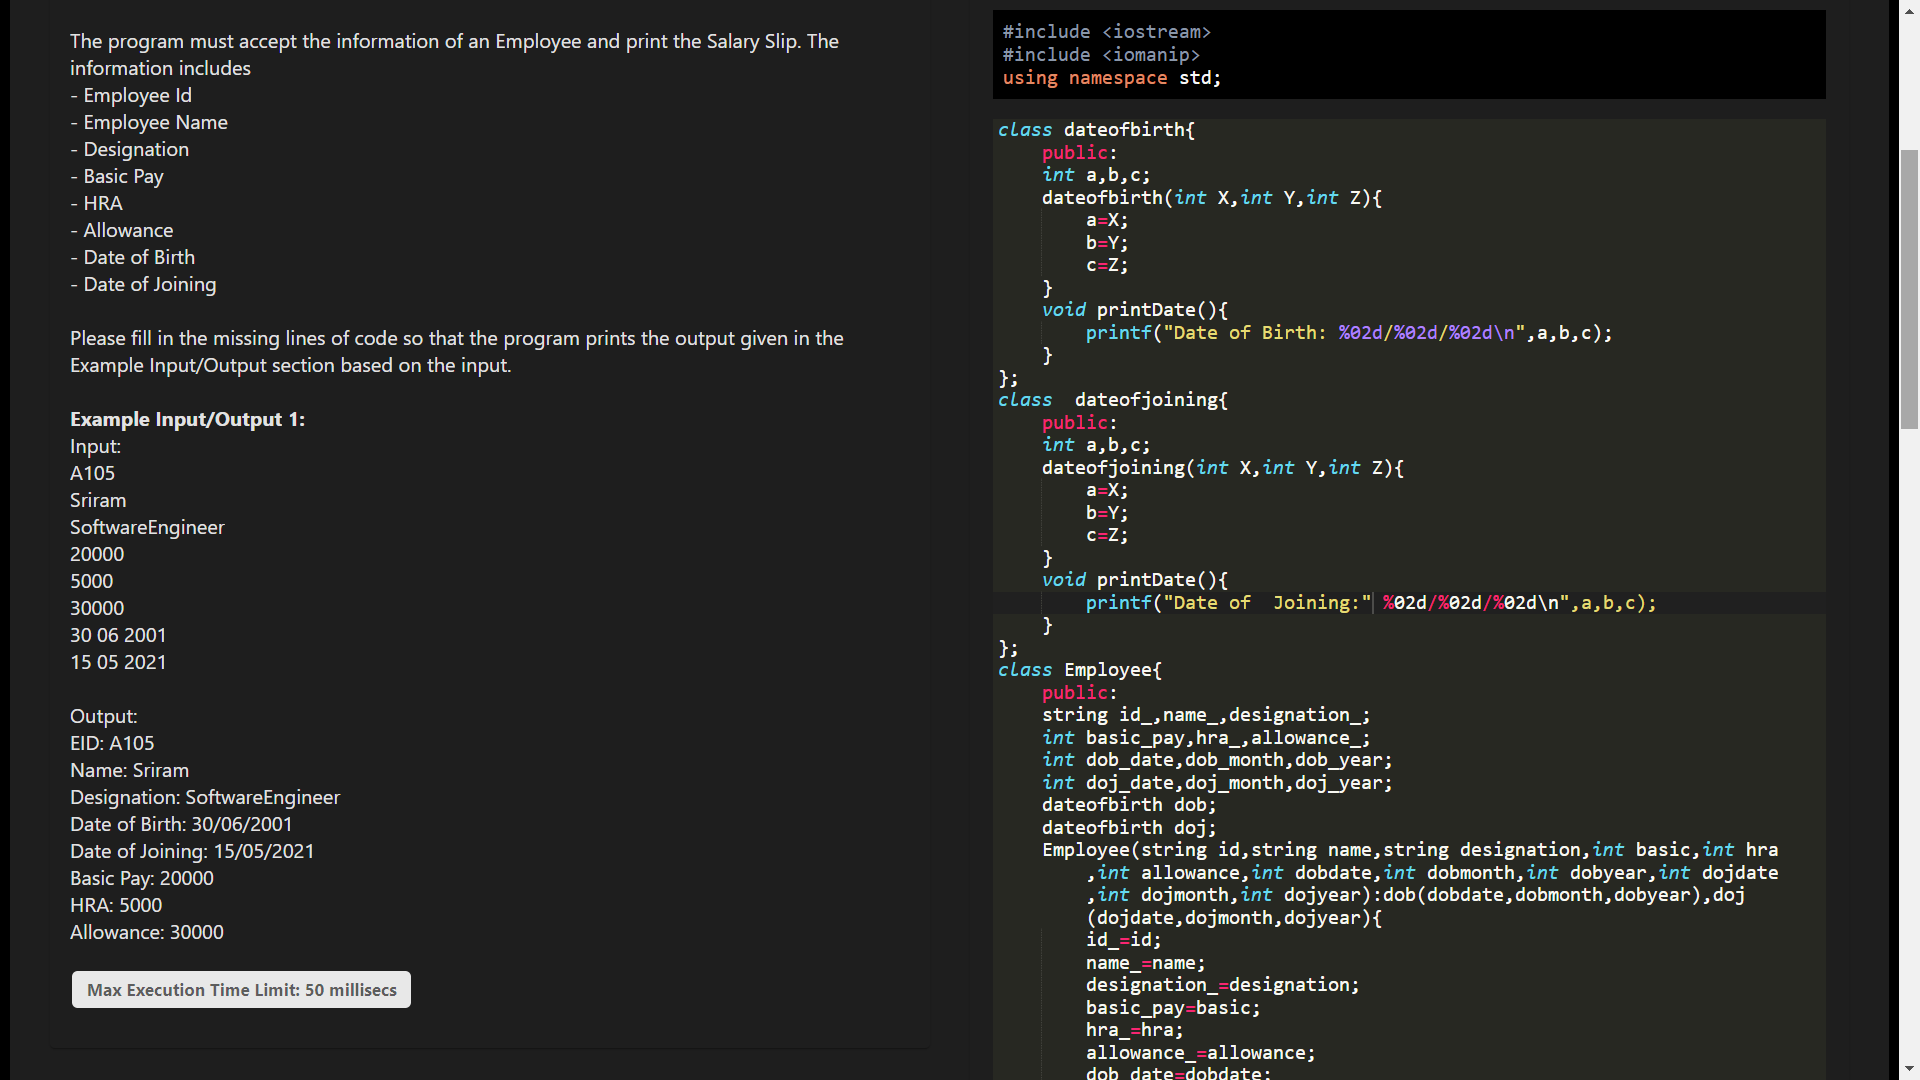 The program must accept the information of an Employee and print the Salary Slip. The
information includes
- Employee Id
- Employee Name
- Designation
- Basic Pay
- HRA
- Allowance
- Date of Birth
- Date of Joining
Please fill in the missing lines of code so that the program prints the output given in the
Example Input/Output section based on the input.
Example Input/Output 1:
Input:
A105
Sriram
SoftwareEngineer
20000
5000
30000
30 06 2001
15 05 2021
Output:
EID: A105
Name: Sriram
Designation: SoftwareEngineer
Date of Birth: 30/06/2001
Date of Joining: 15/05/2021
Basic Pay: 20000
HRA: 5000
Allowance: 30000
Max Execution Time Limit: 50 millisecs
#include <iostream>
#include <iomanip>
using namespace std;
class dateofbirth{
    public:
    int a,b,c;
    dateofbirth(int X,int Y,int Z){
        a=X;
        b=Y;
        c=Z;
    }
    void printDate(){
        printf("Date of Birth: %02d/%02d/%02d\n",a,b,c);
    }
};
class  dateofjoining{
    public:
    int a,b,c;
    dateofjoining(int X,int Y,int Z){
        a=X;
        b=Y;
        c=Z;
    }
    void printDate(){
        printf("Date of  Joining:" %02d/%02d/%02d\n",a,b,c);
    }
};
class Employee{
    public:
    string id_,name_,designation_;
    int basic_pay,hra_,allowance_;
    int dob_date,dob_month,dob_year;
    int doj_date,doj_month,doj_year;
    dateofbirth dob;
    dateofbirth doj;
    Employee(string id,string name,string designation,int basic,int hra
        ,int allowance,int dobdate,int dobmonth,int dobyear,int dojdate
        ,int dojmonth,int dojyear):dob(dobdate,dobmonth,dobyear),doj
        (dojdate,dojmonth,dojyear){
        id_=id;
        name_=name;
        designation_=designation;
        basic_pay=basic;
        hra_=hra;
        allowance_=allowance;
        dob_date=dobdate;